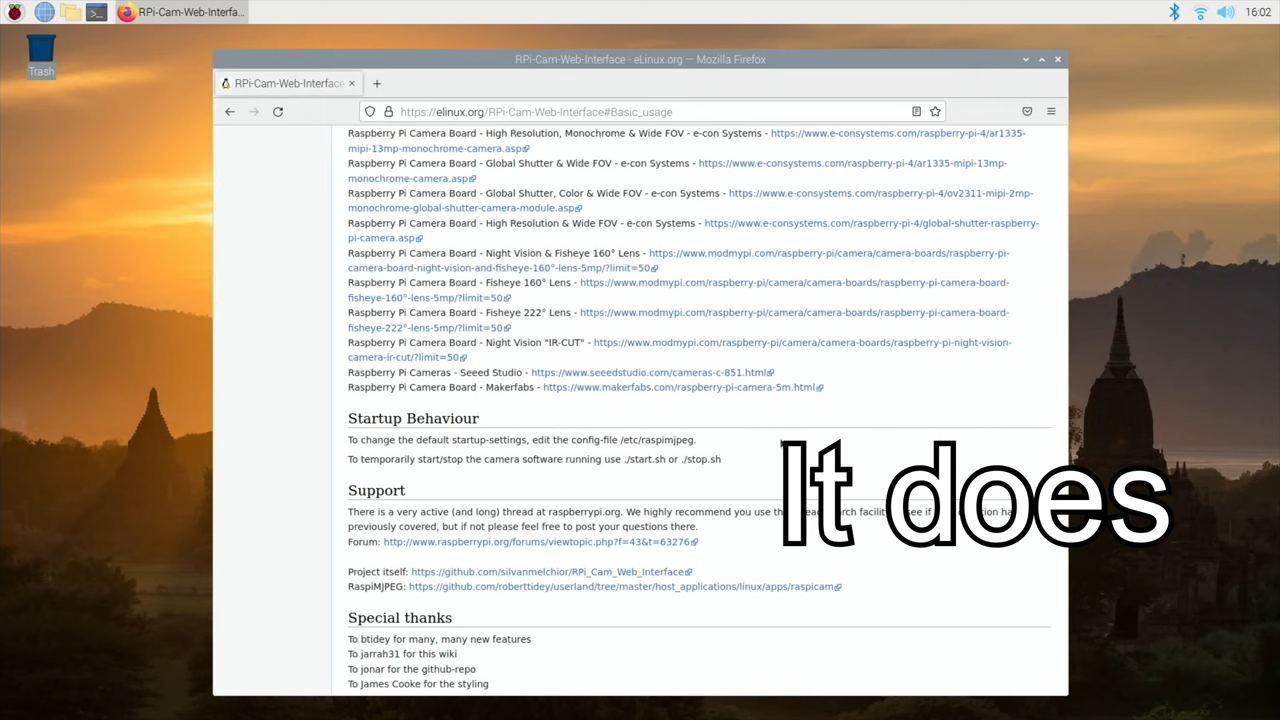 RPi-Cam-Web-Interfa...
16:02
Trash
RPi-Cam-Web-Interface - eLinux.org — Mozilla Firefox
RPi-Cam-Web-Interface
https://elinux.org/RPi-Cam-Web-Interface#Basic_usage
Raspberry Pi Camera Board - High Resolution, Monochrome & Wide FOV - e-con Systems - https://www.e-consystems.com/raspberry-pi-4/ar1335-
mipi-13mp-monochrome-camera.asp
Raspberry Pi Camera Board - Global Shutter & Wide FOV - e-con Systems - https://www.e-consystems.com/raspberry-pi-4/ar1335-mipi-13mp-
monochrome-camera.asp
Raspberry Pi Camera Board - Global Shutter, Color & Wide FOV - e-con Systems - https://www.e-consystems.com/raspberry-pi-4/ov2311-mipi-2mp-
monochrome-global-shutter-camera-module.asp
Raspberry Pi Camera Board - High Resolution & Wide FOV - e-con Systems - https://www.e-consystems.com/raspberry-pi-4/global-shutter-raspberry-
pi-camera.asp
Raspberry Pi Camera Board - Night Vision & Fisheye 160° Lens - https://www.modmypi.com/raspberry-pi/camera/camera-boards/raspberry-pi-
camera-board-night-vision-and-fisheye-160°-lens-5mp/?limit=50
Raspberry Pi Camera Board - Fisheye 160° Lens - https://www.modmypi.com/raspberry-pi/camera/camera-boards/raspberry-pi-camera-board-
fisheye-160°-lens-5mp/?limit=50
Raspberry Pi Camera Board - Fisheye 222° Lens - https://www.modmypi.com/raspberry-pi/camera/camera-boards/raspberry-pi-camera-board-
fisheye-222°-lens-5mp/?limit=50
Raspberry Pi Camera Board - Night Vision "IR-CUT" - https://www.modmypi.com/raspberry-pi/camera/camera-boards/raspberry-pi-night-vision-
camera-ir-cut/?limit=50
Raspberry Pi Cameras - Seeed Studio - https://www.seeedstudio.com/cameras-c-851.html
Raspberry Pi Camera Board - Makerfabs - https://www.makerfabs.com/raspberry-pi-camera-5m.html
Startup Behaviour
To change the default startup-settings, edit the config-file /etc/raspimjpeg.
To temporarily start/stop the camera software running use ./start.sh or ./stop.sh
It does
Support
There is a very active (and long) thread at raspberrypi.org. We highly recommend you use
previously covered, but if not please feel free to post your questions there.
Forum: http://www.raspberrypi.org/forums/viewtopic.php?f=43&t=63276
Project itself: https://github.com/silvanmelchior/RPi_Cam_Web_Interface
RaspiMJPEG: https://github.com/roberttidey/userland/tree/master/host_applications/linux/apps/raspicam
Special thanks
To btidey for many, many new features
To jarrah31 for this wiki
To jonar for the github-repo
To James Cooke for the styling